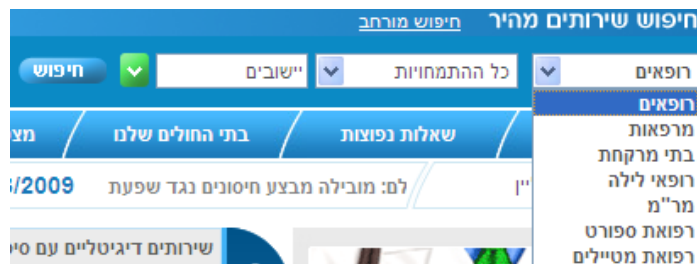 חיפוש שירותים מהיר חיפוש מורחב
רופאים כל ההתמחויות יישובים חיפוש
רופאים
מרפאות
בתי מרקחת
רופאי לילה
מר"מ
רפואת ספורט
רפואת מטיילים
שאלות נפוצות בתי החולים שלנו
לם: מובילה מבצע חיסונים נגד שפעת /2009
שירותים דיגיטליים עם